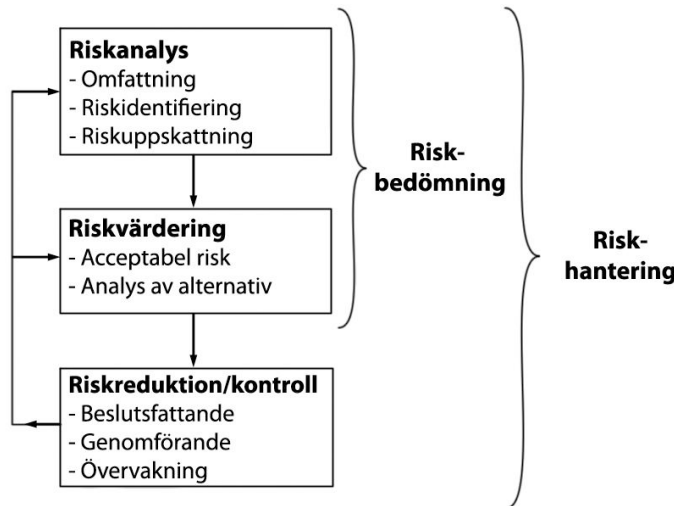 Riskanalys
- Omfattning
- Riskidentifiering
- Riskuppskattning
Risk-
bedömning
Riskvärdering
- Acceptabel risk
- Analys av alternativ
Risk-
hantering
Riskreduktion/kontroll
- Beslutsfattande
- Genomförande
- Övervakning